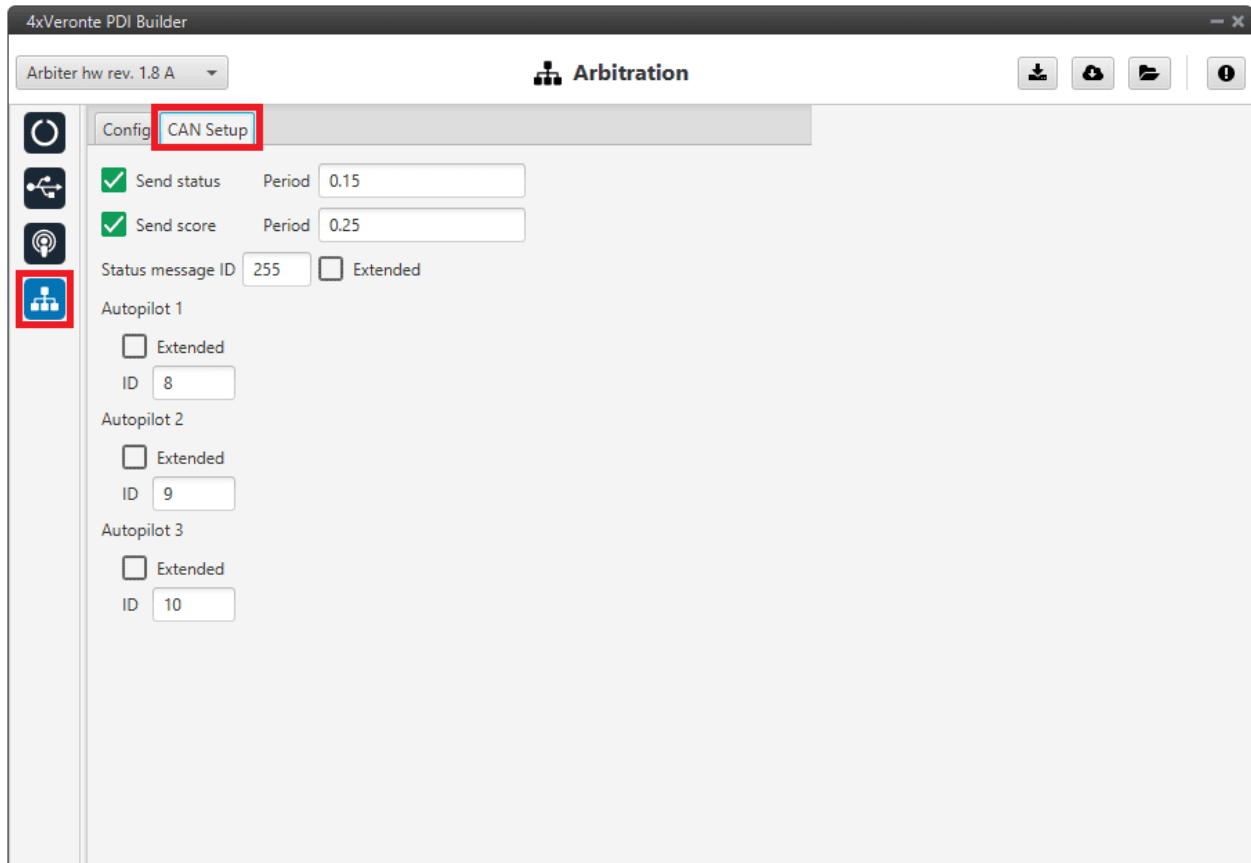 4xVeronte PDI Builder
Arbiter hw rev. 1.8 A
Arbitration
Config CAN Setup
Send status Period 0.15
Send score Period 0.25
Status message ID 255 Extended
Autopilot 1
Extended
ID 8
Autopilot 2
Extended
ID 9
Autopilot 3
Extended
ID 10